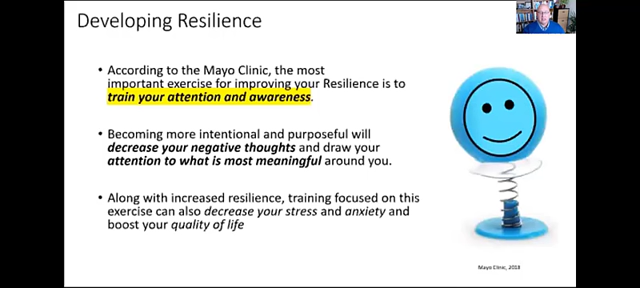 Developing Resilience
• According to the Mayo Clinic, the most
important exercise for improving your Resilience is to
train your attention and awareness.
• Becoming more intentional and purposeful will
decrease your negative thoughts and draw your
attention to what is most meaningful around you.
• Along with increased resilience, training focused on this
exercise can also decrease your stress and anxiety and
boost your quality of life
Mayo Clinic, 2018